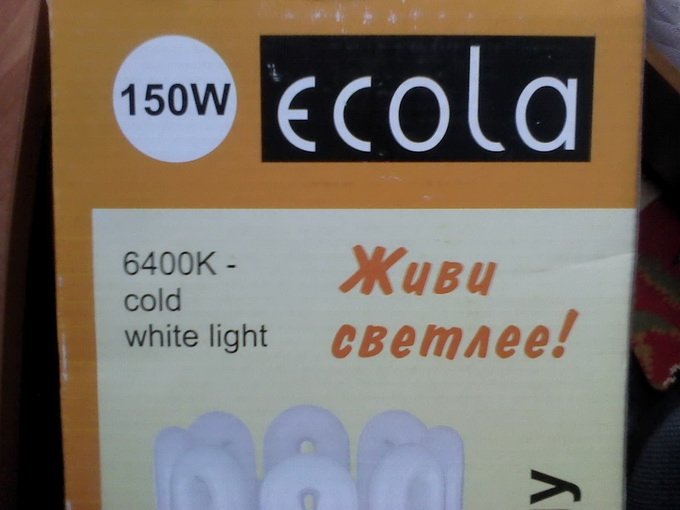 150W
ecola
6400K -
cold
white light
Живи
светлее!